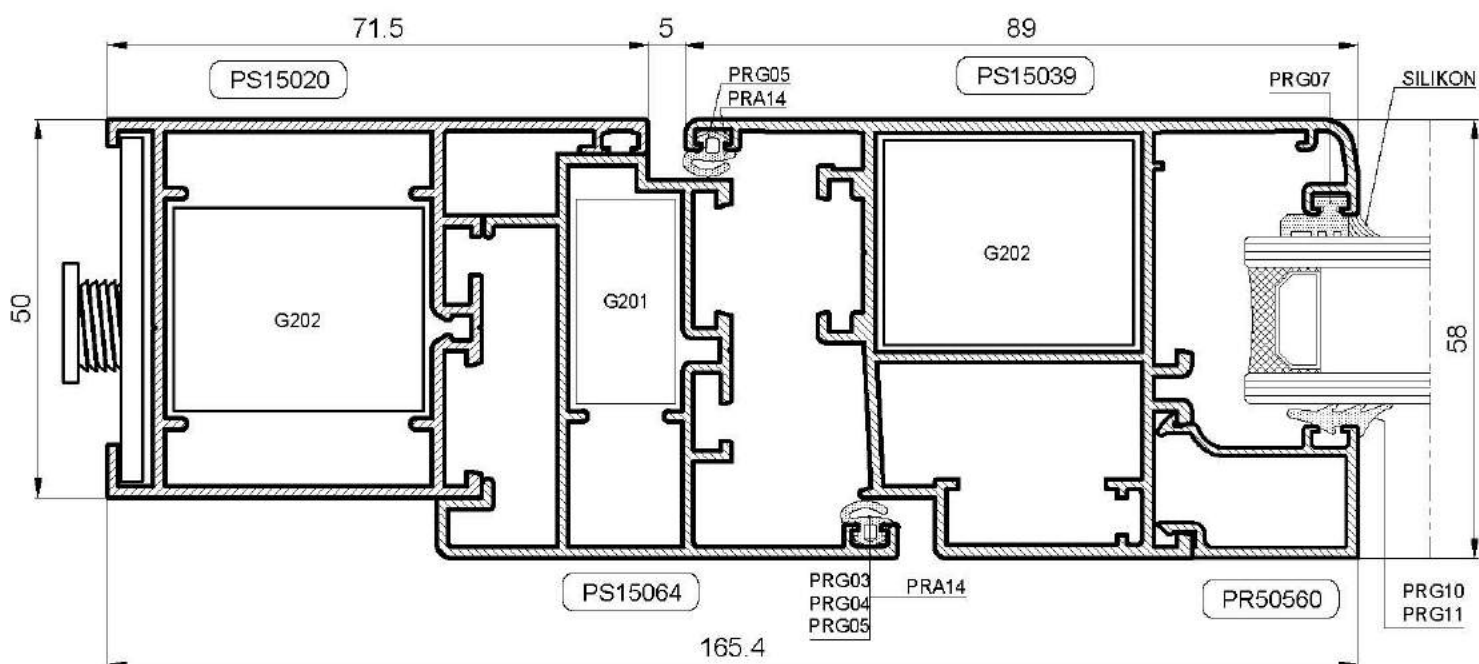 71.5
5
89
PS15020
PRG05
PRA14
PS15039
PRG07
SILIKON
50
G202
G201
G202
58
PS15064
PRG03
PRG04
PRG05
PRA14
PR50560
PRG10
PRG11
165.4